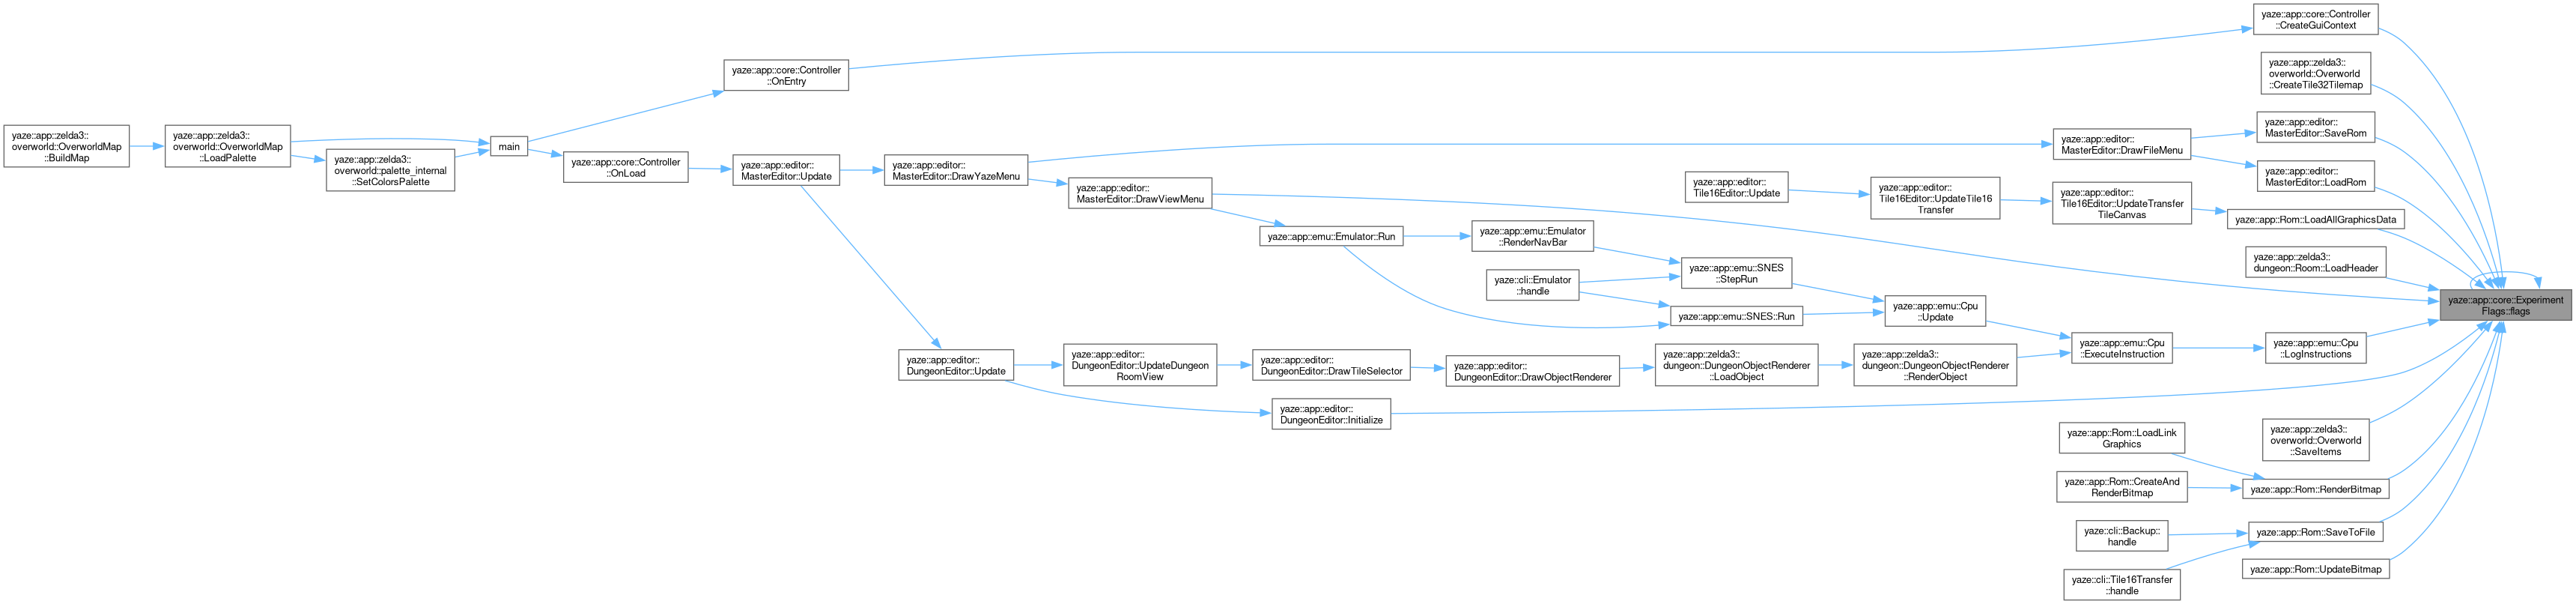 yaze::app::zelda3::
overworld::OverworldMap
::BuildMap
yaze::app::zelda3::
overworld::OverworldMap
::LoadPalette
yaze::app::zelda3::
overworld::palette_internal
::SetColorsPalette
main
yaze::app::core::Controller
::OnEntry
yaze::app::core::Controller
::OnLoad
yaze::app::editor::
MasterEditor::Update
yaze::app::editor::
MasterEditor::DrawYazeMenu
yaze::app::editor::
DungeonEditor::Update
yaze::app::editor::
MasterEditor::DrawViewMenu
yaze::app::editor::
DungeonEditor::UpdateDungeon
RoomView
yaze::app::emu::Emulator::Run
yaze::app::editor::
DungeonEditor::DrawTileSelector
yaze::app::editor::
DungeonEditor::Initialize
yaze::app::emu::Emulator
::RenderNavBar
yaze::cli::Emulator
::handle
yaze::app::editor::
DungeonEditor::DrawObjectRenderer
yaze::app::editor::
Tile16Editor::Update
yaze::app::emu::SNES
::StepRun
yaze::app::emu::SNES::Run
yaze::app::zelda3::
dungeon::DungeonObjectRenderer
::LoadObject
yaze::app::editor::
Tile16Editor::UpdateTile16
Transfer
yaze::app::emu::Cpu
::Update
yaze::app::zelda3::
dungeon::DungeonObjectRenderer
::RenderObject
yaze::app::editor::
MasterEditor::DrawFileMenu
yaze::app::editor::
Tile16Editor::UpdateTransfer
TileCanvas
yaze::app::emu::Cpu
::ExecuteInstruction
yaze::app::Rom::LoadLink
Graphics
yaze::app::Rom::CreateAnd
RenderBitmap
yaze::cli::Backup::
handle
yaze::cli::Tile16Transfer
::handle
yaze::app::core::Controller
::CreateGuiContext
yaze::app::zelda3::
overworld::Overworld
::CreateTile32Tilemap
yaze::app::editor::
MasterEditor::SaveRom
yaze::app::editor::
MasterEditor::LoadRom
yaze::app::Rom::LoadAllGraphicsData
yaze::app::zelda3::
dungeon::Room::LoadHeader
yaze::app::emu::Cpu
::LogInstructions
yaze::app::zelda3::
overworld::Overworld
::SaveItems
yaze::app::Rom::RenderBitmap
yaze::app::Rom::SaveToFile
yaze::app::Rom::UpdateBitmap
yaze::app::core::Experiment
Flags::flags